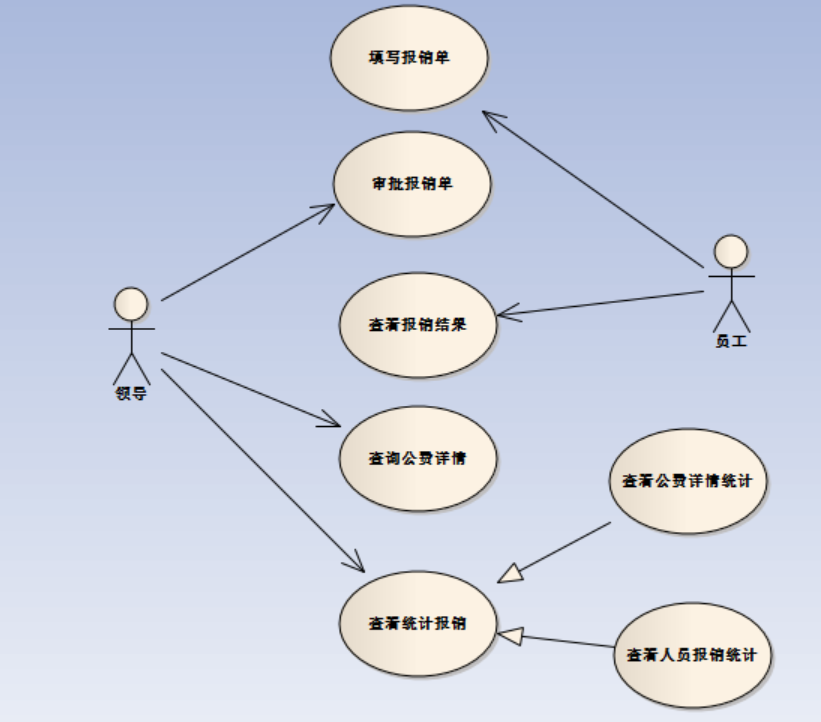 填写报销单
审批报销单
查看报销结果
员工
领导
查询公费详情
查看公费详情统计
查看统计报销
查看人员报销统计